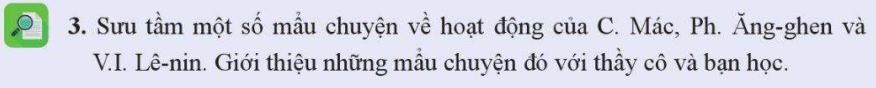 3. Sưu tầm một số mẩu chuyện về hoạt động của C. Mác, Ph. Ăng-ghen và
V.I. Lê-nin. Giới thiệu những mẩu chuyện đó với thầy cô và bạn học.